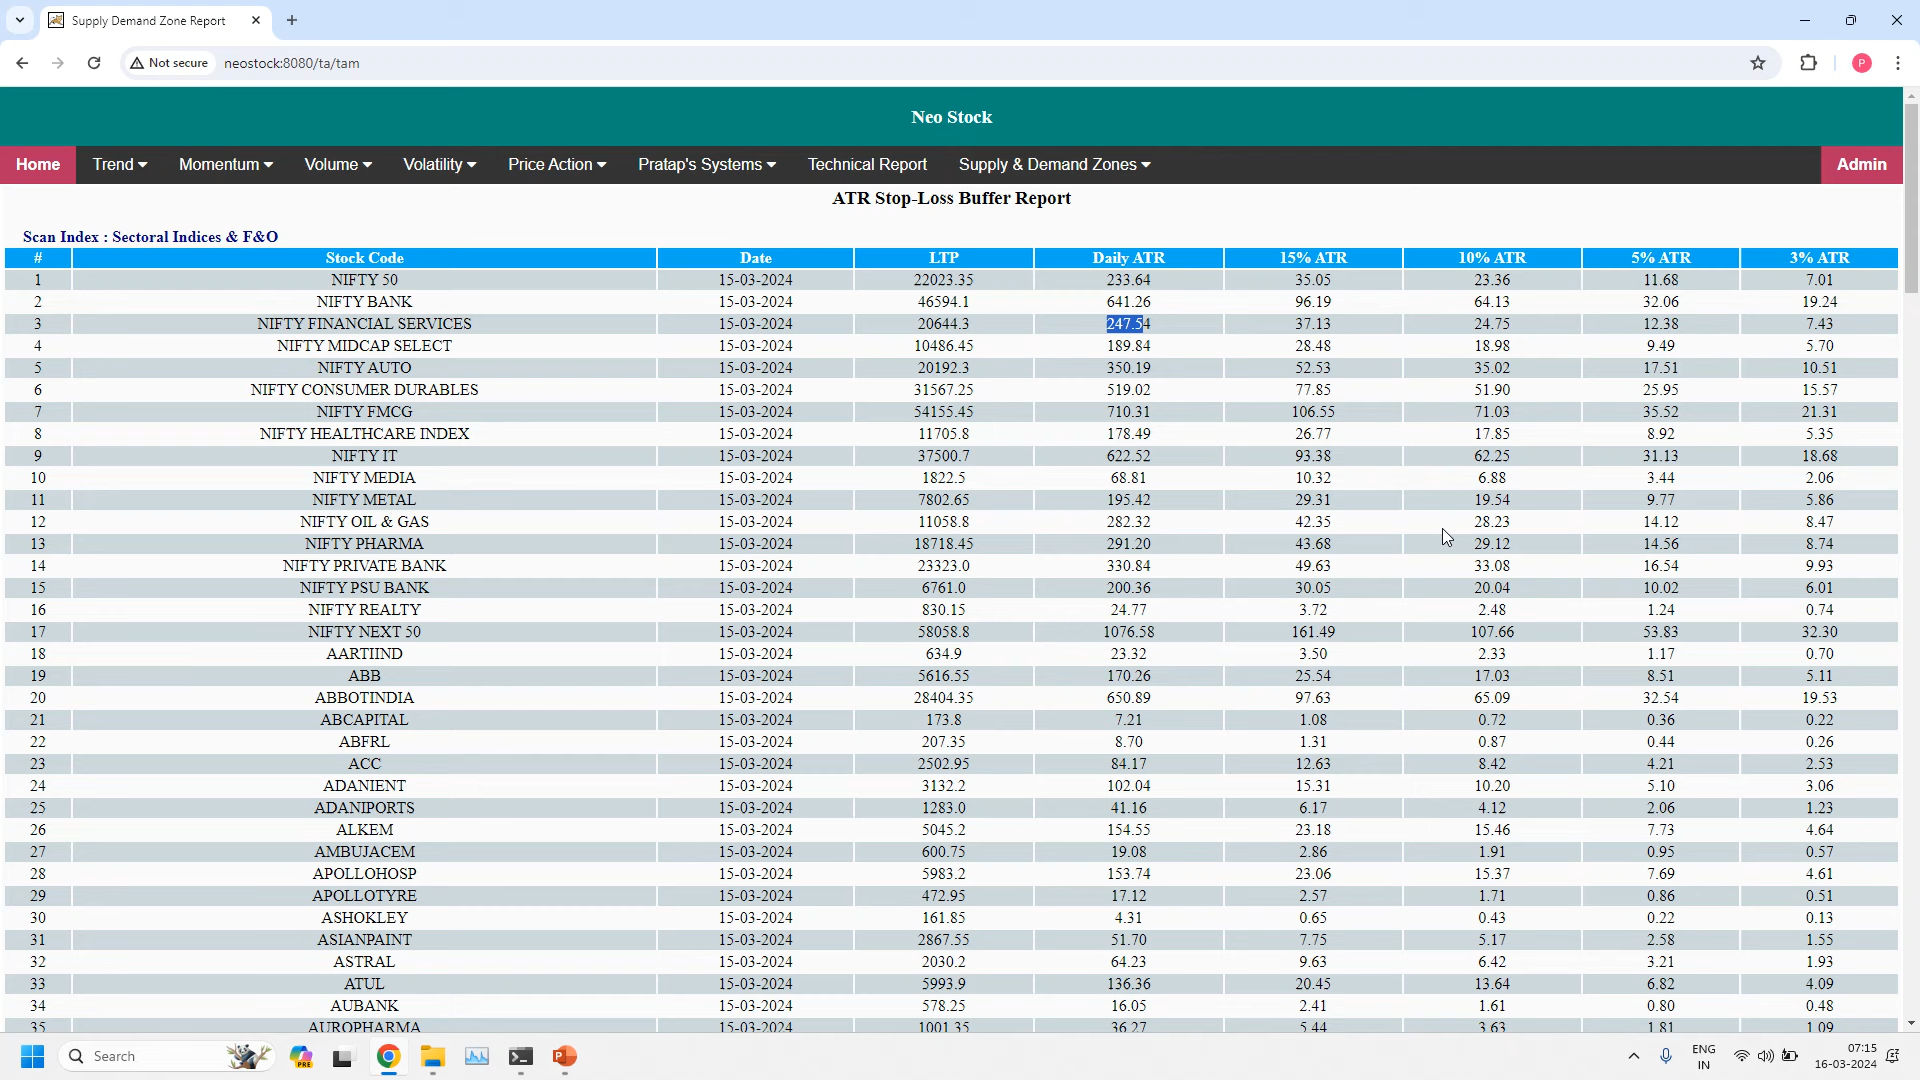 Supply Demand Zone Report
Not secure neostock:8080/ta/tam
P
Neo Stock
Home Trend Momentum Volume Volatility Price Action Pratap's Systems Technical Report Supply & Demand Zones Admin
ATR Stop-Loss Buffer Report
Scan Index : Sectoral Indices & F&O
# Stock Code Date LTP Daily ATR 15% ATR 10% ATR 5% ATR 3% ATR
1 NIFTY 50 15-03-2024 22023.35 233.64 35.05 23.36 11.68 7.01
2 NIFTY BANK 15-03-2024 46594.1 641.26 96.19 64.13 32.06 19.24
3 NIFTY FINANCIAL SERVICES 15-03-2024 20644.3 247.54 37.13 24.75 12.38 7.43
4 NIFTY MIDCAP SELECT 15-03-2024 10486.45 189.84 28.48 18.98 9.49 5.70
5 NIFTY AUTO 15-03-2024 20192.3 350.19 52.53 35.02 17.51 10.51
6 NIFTY CONSUMER DURABLES 15-03-2024 31567.25 519.02 77.85 51.90 25.95 15.57
7 NIFTY FMCG 15-03-2024 54155.45 710.31 106.55 71.03 35.52 21.31
8 NIFTY HEALTHCARE INDEX 15-03-2024 11705.8 178.49 26.77 17.85 8.92 5.35
9 NIFTY IT 15-03-2024 37500.7 622.52 93.38 62.25 31.13 18.68
10 NIFTY MEDIA 15-03-2024 1822.5 68.81 10.32 6.88 3.44 2.06
11 NIFTY METAL 15-03-2024 7802.65 195.42 29.31 19.54 9.77 5.86
12 NIFTY OIL & GAS 15-03-2024 11058.8 282.32 42.35 28.23 14.12 8.47
13 NIFTY PHARMA 15-03-2024 18718.45 291.20 43.68 29.12 14.56 8.74
14 NIFTY PRIVATE BANK 15-03-2024 23323.0 330.84 49.63 33.08 16.54 9.93
15 NIFTY PSU BANK 15-03-2024 6761.0 200.36 30.05 20.04 10.02 6.01
16 NIFTY REALTY 15-03-2024 830.15 24.77 3.72 2.48 1.24 0.74
17 NIFTY NEXT 50 15-03-2024 58058.8 1076.58 161.49 107.66 53.83 32.30
18 AARTIIND 15-03-2024 634.9 23.32 3.50 2.33 1.17 0.70
19 ABB 15-03-2024 5616.55 170.26 25.54 17.03 8.51 5.11
20 ABBOTINDIA 15-03-2024 28404.35 650.89 97.63 65.09 32.54 19.53
21 ABCAPITAL 15-03-2024 173.8 7.21 1.08 0.72 0.36 0.22
22 ABFRL 15-03-2024 207.35 8.70 1.31 0.87 0.44 0.26
23 ACC 15-03-2024 2502.95 84.17 12.63 8.42 4.21 2.53
24 ADANIENT 15-03-2024 3132.2 102.04 15.31 10.20 5.10 3.06
25 ADANIPORTS 15-03-2024 1283.0 41.16 6.17 4.12 2.06 1.23
26 ALKEM 15-03-2024 5045.2 154.55 23.18 15.46 7.73 4.64
27 AMBUJACEM 15-03-2024 600.75 19.08 2.86 1.91 0.95 0.57
28 APOLLOHOSP 15-03-2024 5983.2 153.74 23.06 15.37 7.69 4.61
29 APOLLOTYRE 15-03-2024 472.95 17.12 2.57 1.71 0.86 0.51
30 ASHOKLEY 15-03-2024 161.85 4.31 0.65 0.43 0.22 0.13
31 ASIANPAINT 15-03-2024 2867.55 51.70 7.75 5.17 2.58 1.55
32 ASTRAL 15-03-2024 2030.2 64.23 9.63 6.42 3.21 1.93
33 ATUL 15-03-2024 5993.9 136.36 20.45 13.64 6.82 4.09
34 AUBANK 15-03-2024 578.25 16.05 2.41 1.61 0.80 0.48
35 AUROPHARMA 15-03-2024 1001.35 36.27 5.44 3.63 1.81 1.09
Search PRE ENG 07:15
IN 16-03-2024